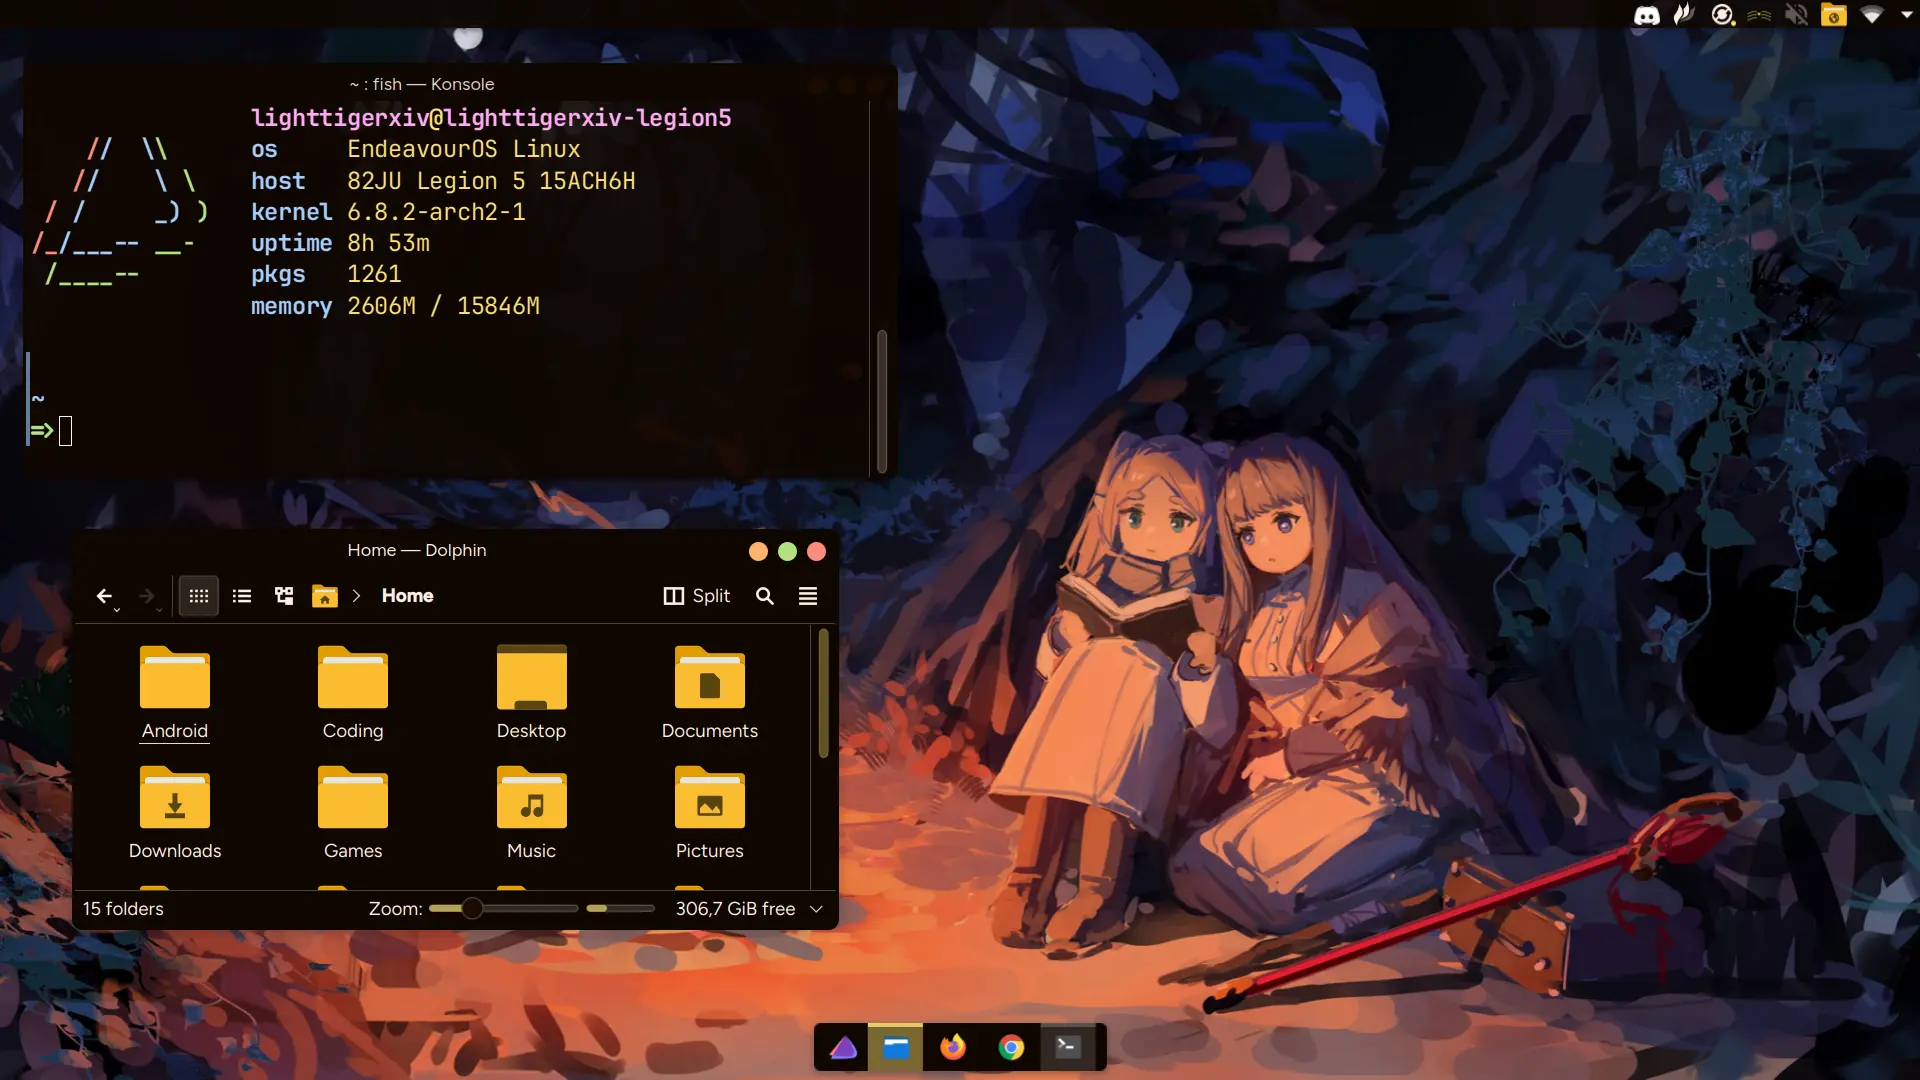 ~ : fish — Konsole
lighttigerxiv@lighttigerxiv-legion5
os EndeavourOS Linux
host 82JU Legion 5 15ACH6H
kernel 6.8.2-arch2-1
uptime 8h 53m
pkgs 1261
memory 2606M / 15846M
~
=>
Home — Dolphin
Home
Split
Android Coding Desktop Documents
Downloads Games Music Pictures
15 folders Zoom: 306,7 GiB free